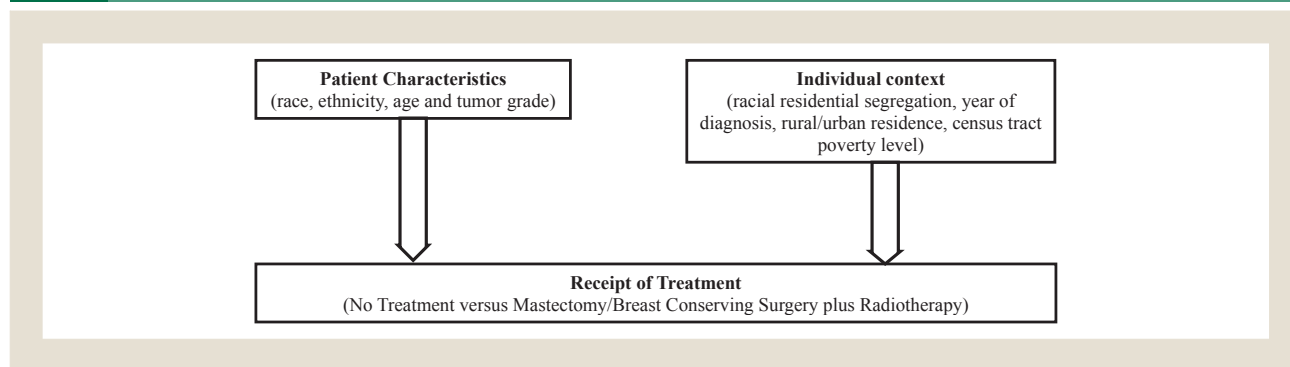 Patient Characteristics
(race, ethnicity, age and tumor grade)
Individual context
(racial residential segregation, year of
diagnosis, rural/urban residence, census tract
poverty level)
Receipt of Treatment
(No Treatment versus Mastectomy/Breast Conserving Surgery plus Radiotherapy)